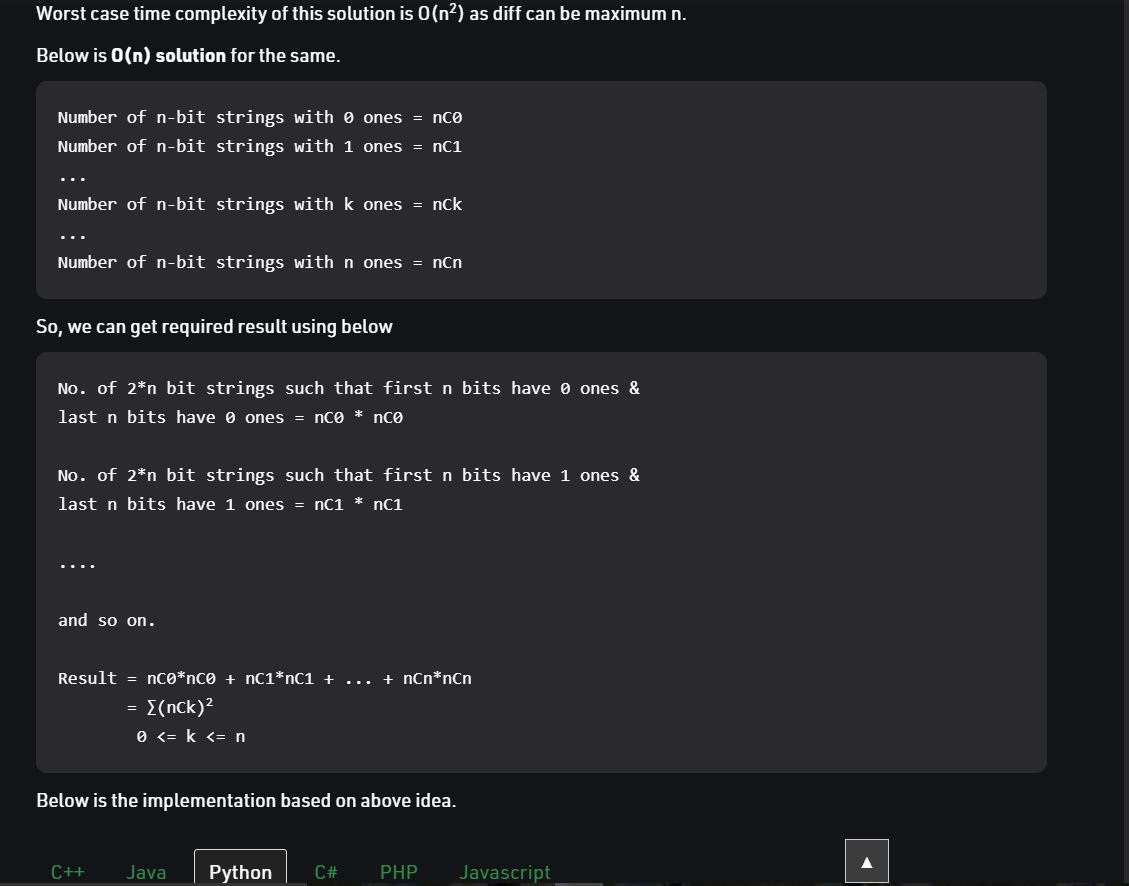 Worst case time complexity of this solution is O(n²) as diff can be maximum n.
Below is O(n) solution for the same.
Number of n-bit strings with 0 ones = nC0
Number of n-bit strings with 1 ones = nC1
...
Number of n-bit strings with k ones = nCk
...
Number of n-bit strings with n ones = nCn
So, we can get required result using below
No. of 2*n bit strings such that first n bits have 0 ones &
last n bits have 0 ones = nC0 * nC0
No. of 2*n bit strings such that first n bits have 1 ones &
last n bits have 1 ones = nC1 * nC1
....
and so on.
Result = nC0*nC0 + nC1*nC1 + ... + nCn*nCn
= ∑(nCk)²
0 <= k <= n
Below is the implementation based on above idea.
C++ Java Python C# PHP Javascript